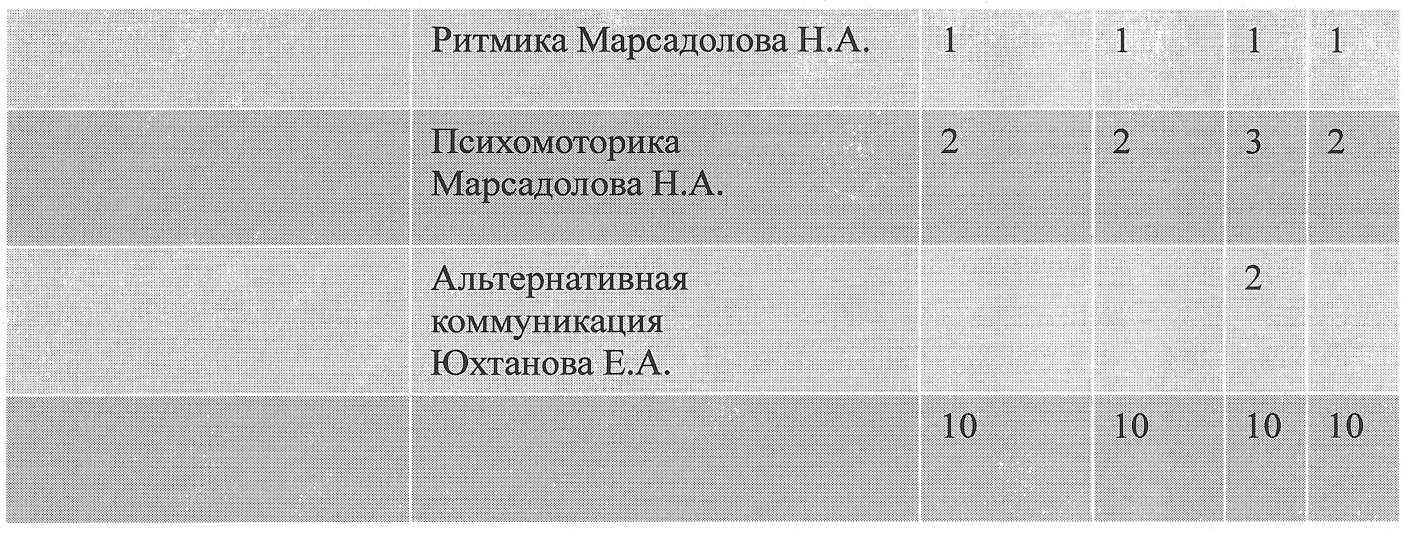 Ритмика Марсадолова Н.А. 1 1 1 1
Психомоторика 2 2 3 2
Марсадолова Н.А.
Альтернативная 2
коммуникация
Юхтанова Е.А.
10 10 10 10